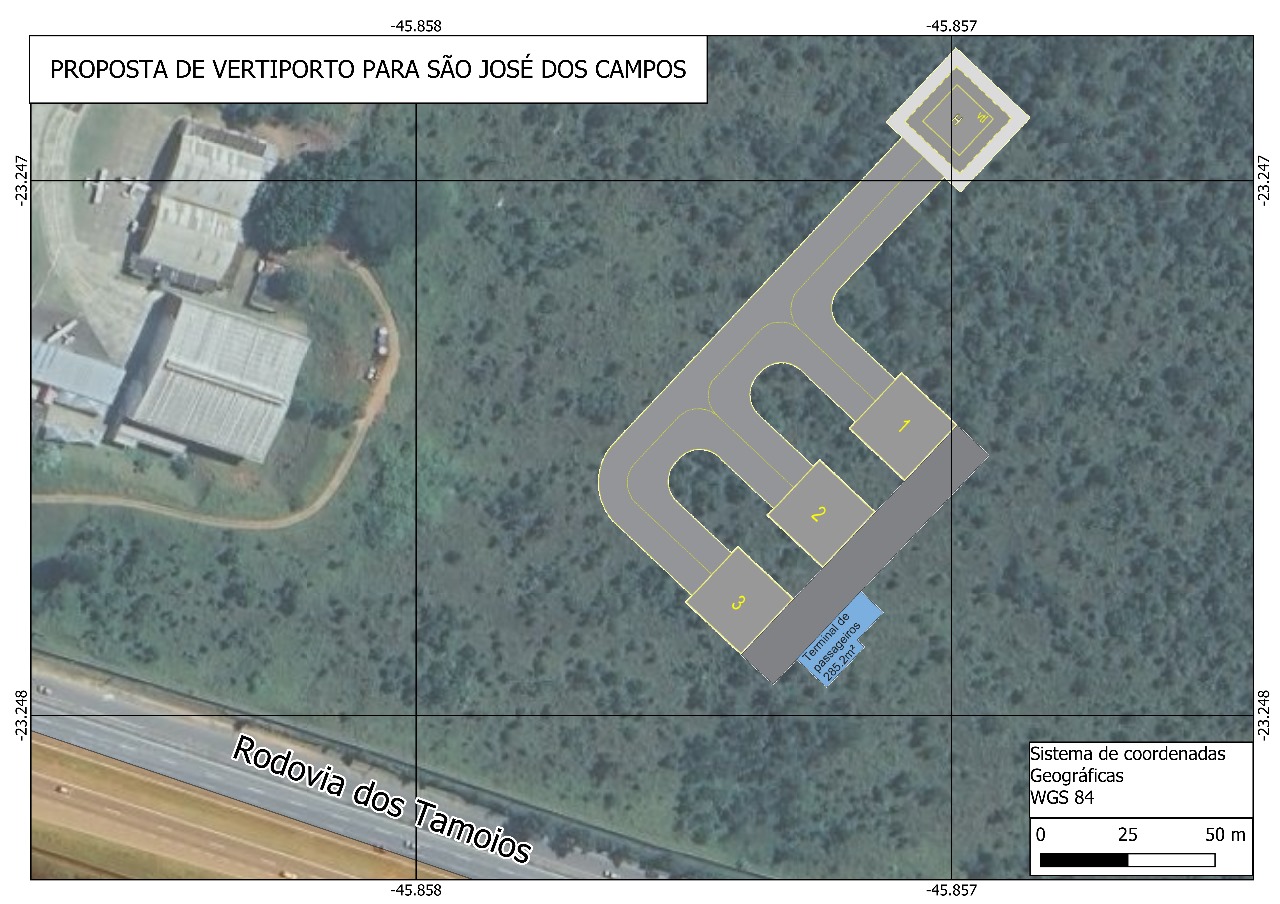 -45.858
-45.857
PROPOSTA DE VERTIPORTO PARA SÃO JOSÉ DOS CAMPOS
H
-23.247
-23.247
1
2
3
Terminal de
passageiros
285.2m²
-23.248
-23.248
Rodovia dos Tamoios
Sistema de coordenadas
Geográficas
WGS 84
0 25 50 m
-45.858
-45.857